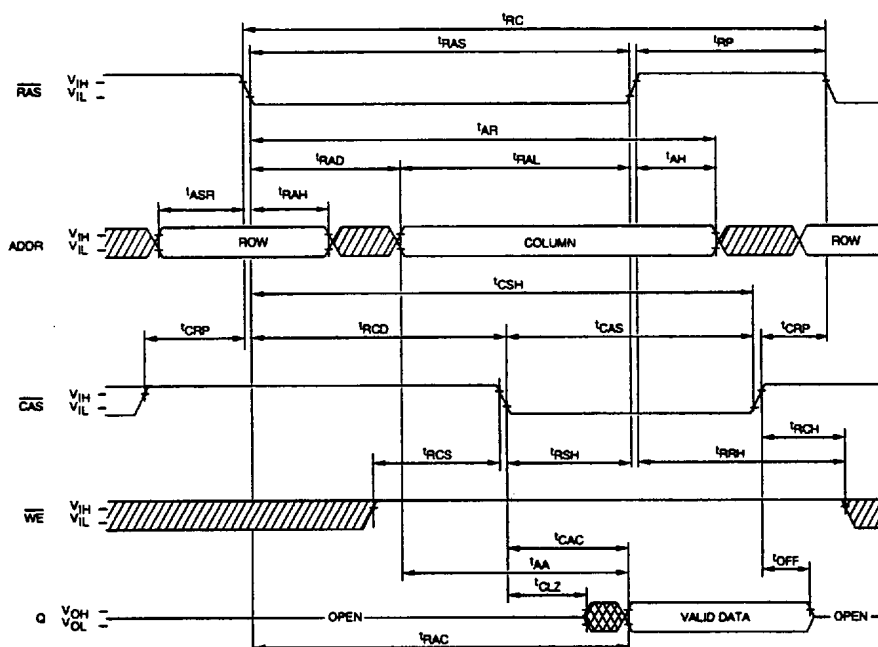 tRC
tRAS tRP
RAS VIH VIL
tAR
tRAD tRAL tAH
tASR tRAH
ADDR VIH VIL ROW COLUMN ROW
tCSH
tCRP tRCD tCAS tCRP
CAS VIH VIL
tRCH
tRCS tRSH tRRH
WE VIH VIL
tCAC
tAA tOFF
tCLZ
Q VOH VOL OPEN VALID DATA OPEN
tRAC